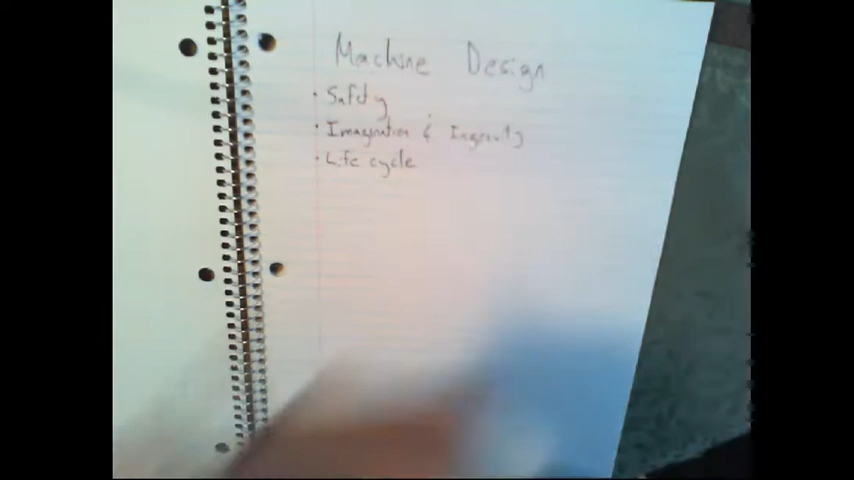 Machine Design
• Safety
• Imagination & Ingenuity
• Life cycle